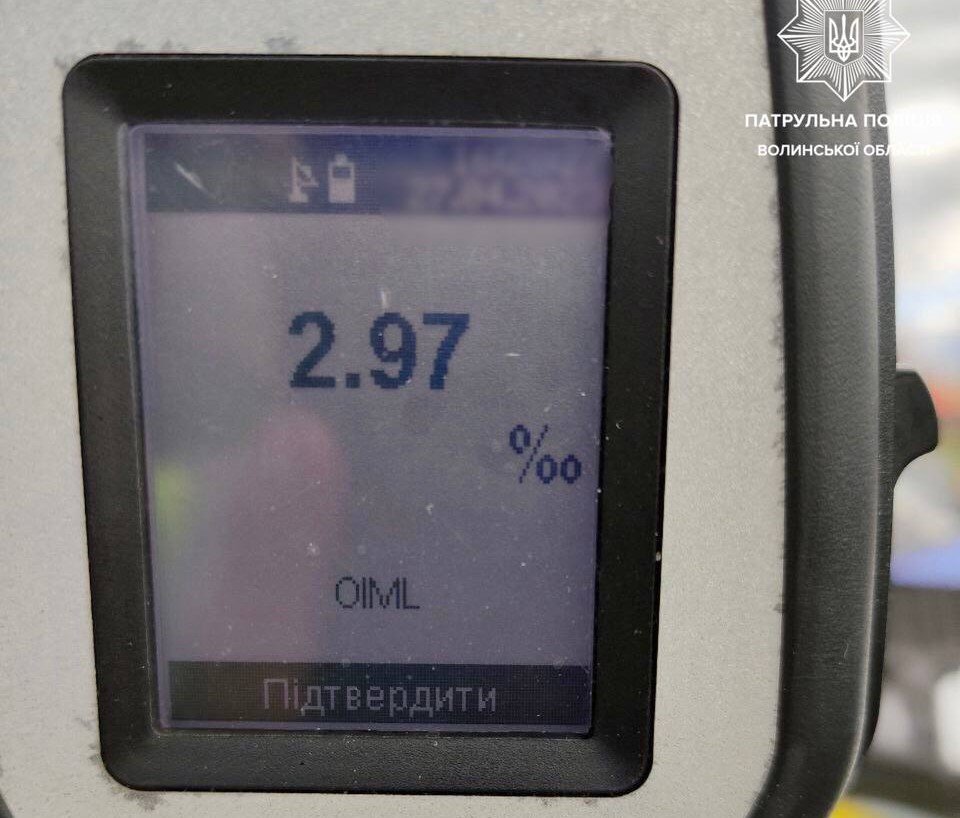 ПАТРУЛЬНА ПОЛІЦІЯ
ВОЛИНСЬКОЇ ОБЛАСТІ
2.97
‰
OIML
Підтвердити